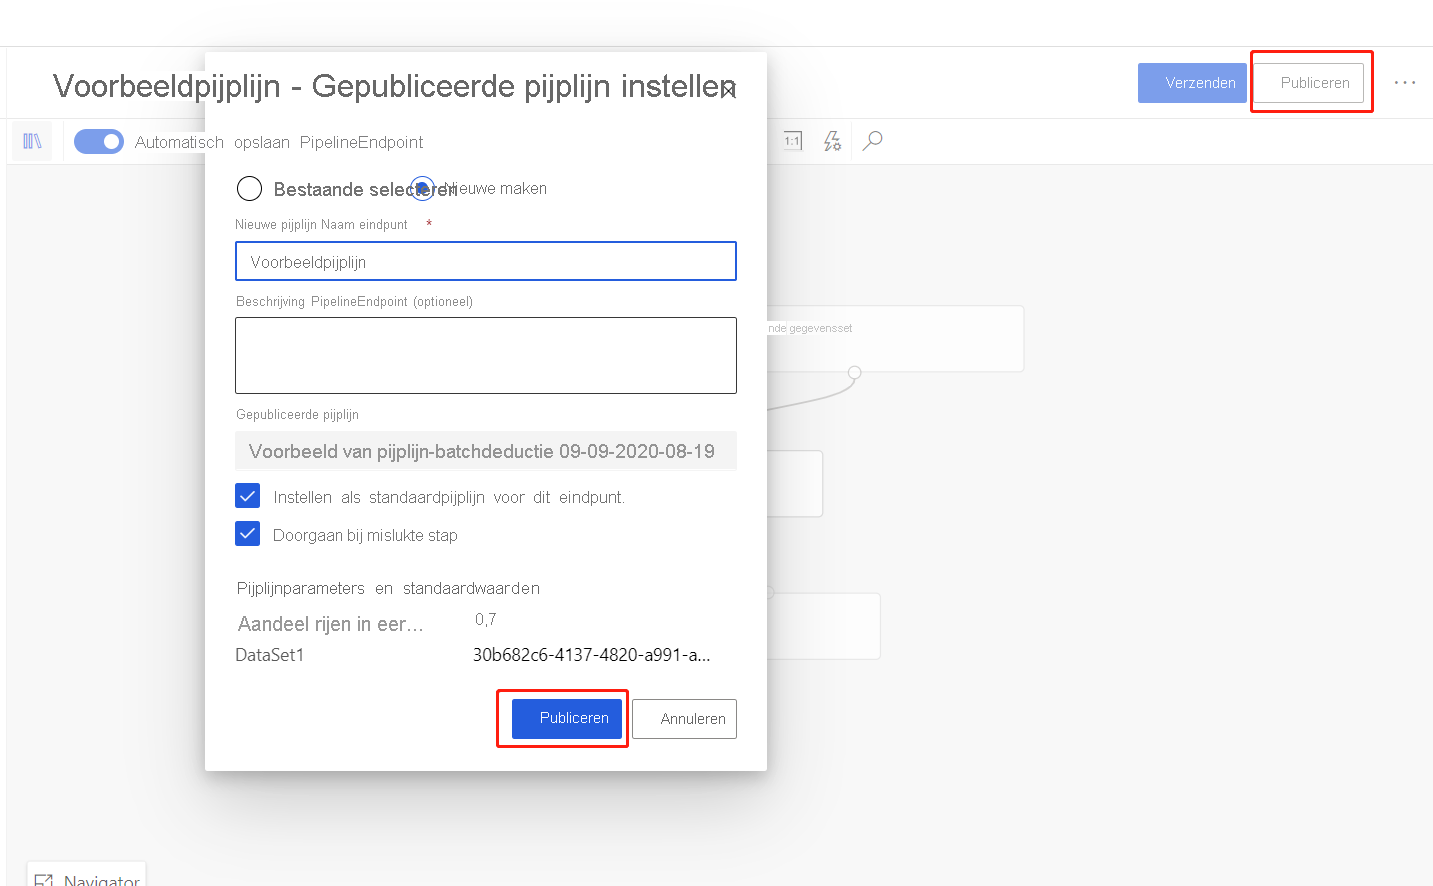 Voorbeeldpijplijn - Gepubliceerde pijplijn instellen
Verzenden
Publiceren
Automatisch opslaan PipelineEndpoint
1:1
Bestaande selecteren
Nieuwe maken
Nieuwe pijplijn Naam eindpunt *
Voorbeeldpijplijn
Beschrijving PipelineEndpoint (optioneel)
nde gegevensset
Gepubliceerde pijplijn
Voorbeeld van pijplijn-batchdeductie 09-09-2020-08-19
Instellen als standaardpijplijn voor dit eindpunt.
Doorgaan bij mislukte stap
Pijplijnparameters en standaardwaarden
Aandeel rijen in eer... 0,7
DataSet1 30b682c6-4137-4820-a991-a...
Publiceren
Annuleren
Navigator